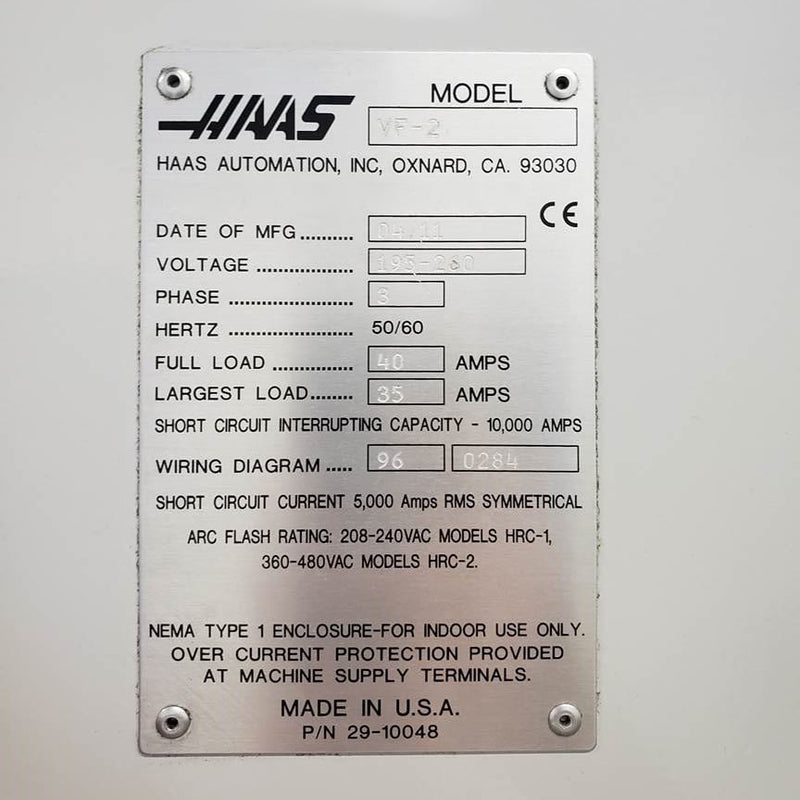 HAAS MODEL VF-2
HAAS AUTOMATION, INC, OXNARD, CA. 93030
CE
DATE OF MFG.......... 04/11
VOLTAGE .................. 195-260
PHASE ....................... 3
HERTZ ....................... 50/60
FULL LOAD ............... 40 AMPS
LARGEST LOAD........ 35 AMPS
SHORT CIRCUIT INTERRUPTING CAPACITY - 10,000 AMPS
WIRING DIAGRAM ..... 96 0284
SHORT CIRCUIT CURRENT 5,000 Amps RMS SYMMETRICAL
ARC FLASH RATING: 208-240VAC MODELS HRC-1,
360-480VAC MODELS HRC-2.
NEMA TYPE 1 ENCLOSURE-FOR INDOOR USE ONLY.
OVER CURRENT PROTECTION PROVIDED
AT MACHINE SUPPLY TERMINALS.
MADE IN U.S.A.
P/N 29-10048